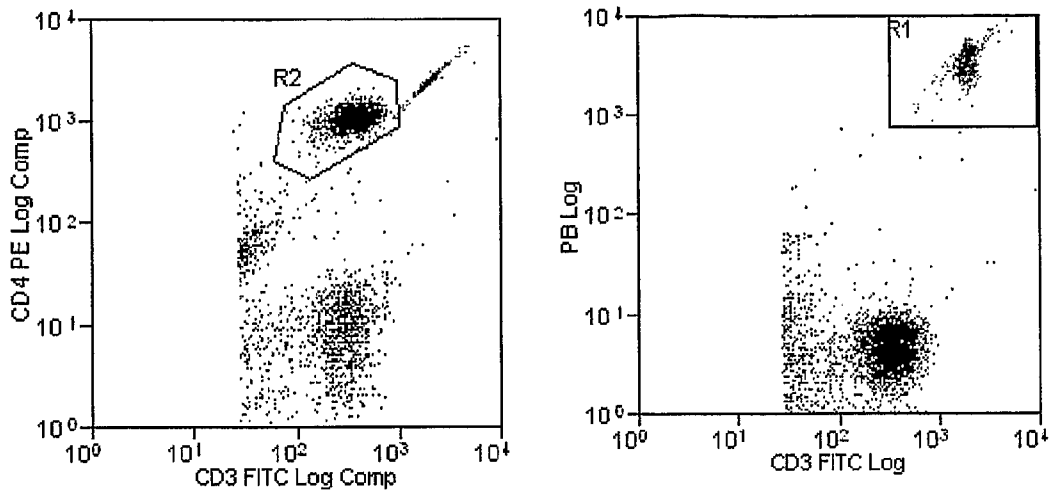 10⁴
10³
10²
10¹
10⁰
CD4 PE Log Comp
R2
10⁰ 10¹ 10² 10³ 10⁴
CD3 FITC Log Comp
10⁴
10³
10²
10¹
10⁰
PB Log
R1
10⁰ 10¹ 10² 10³ 10⁴
CD3 FITC Log